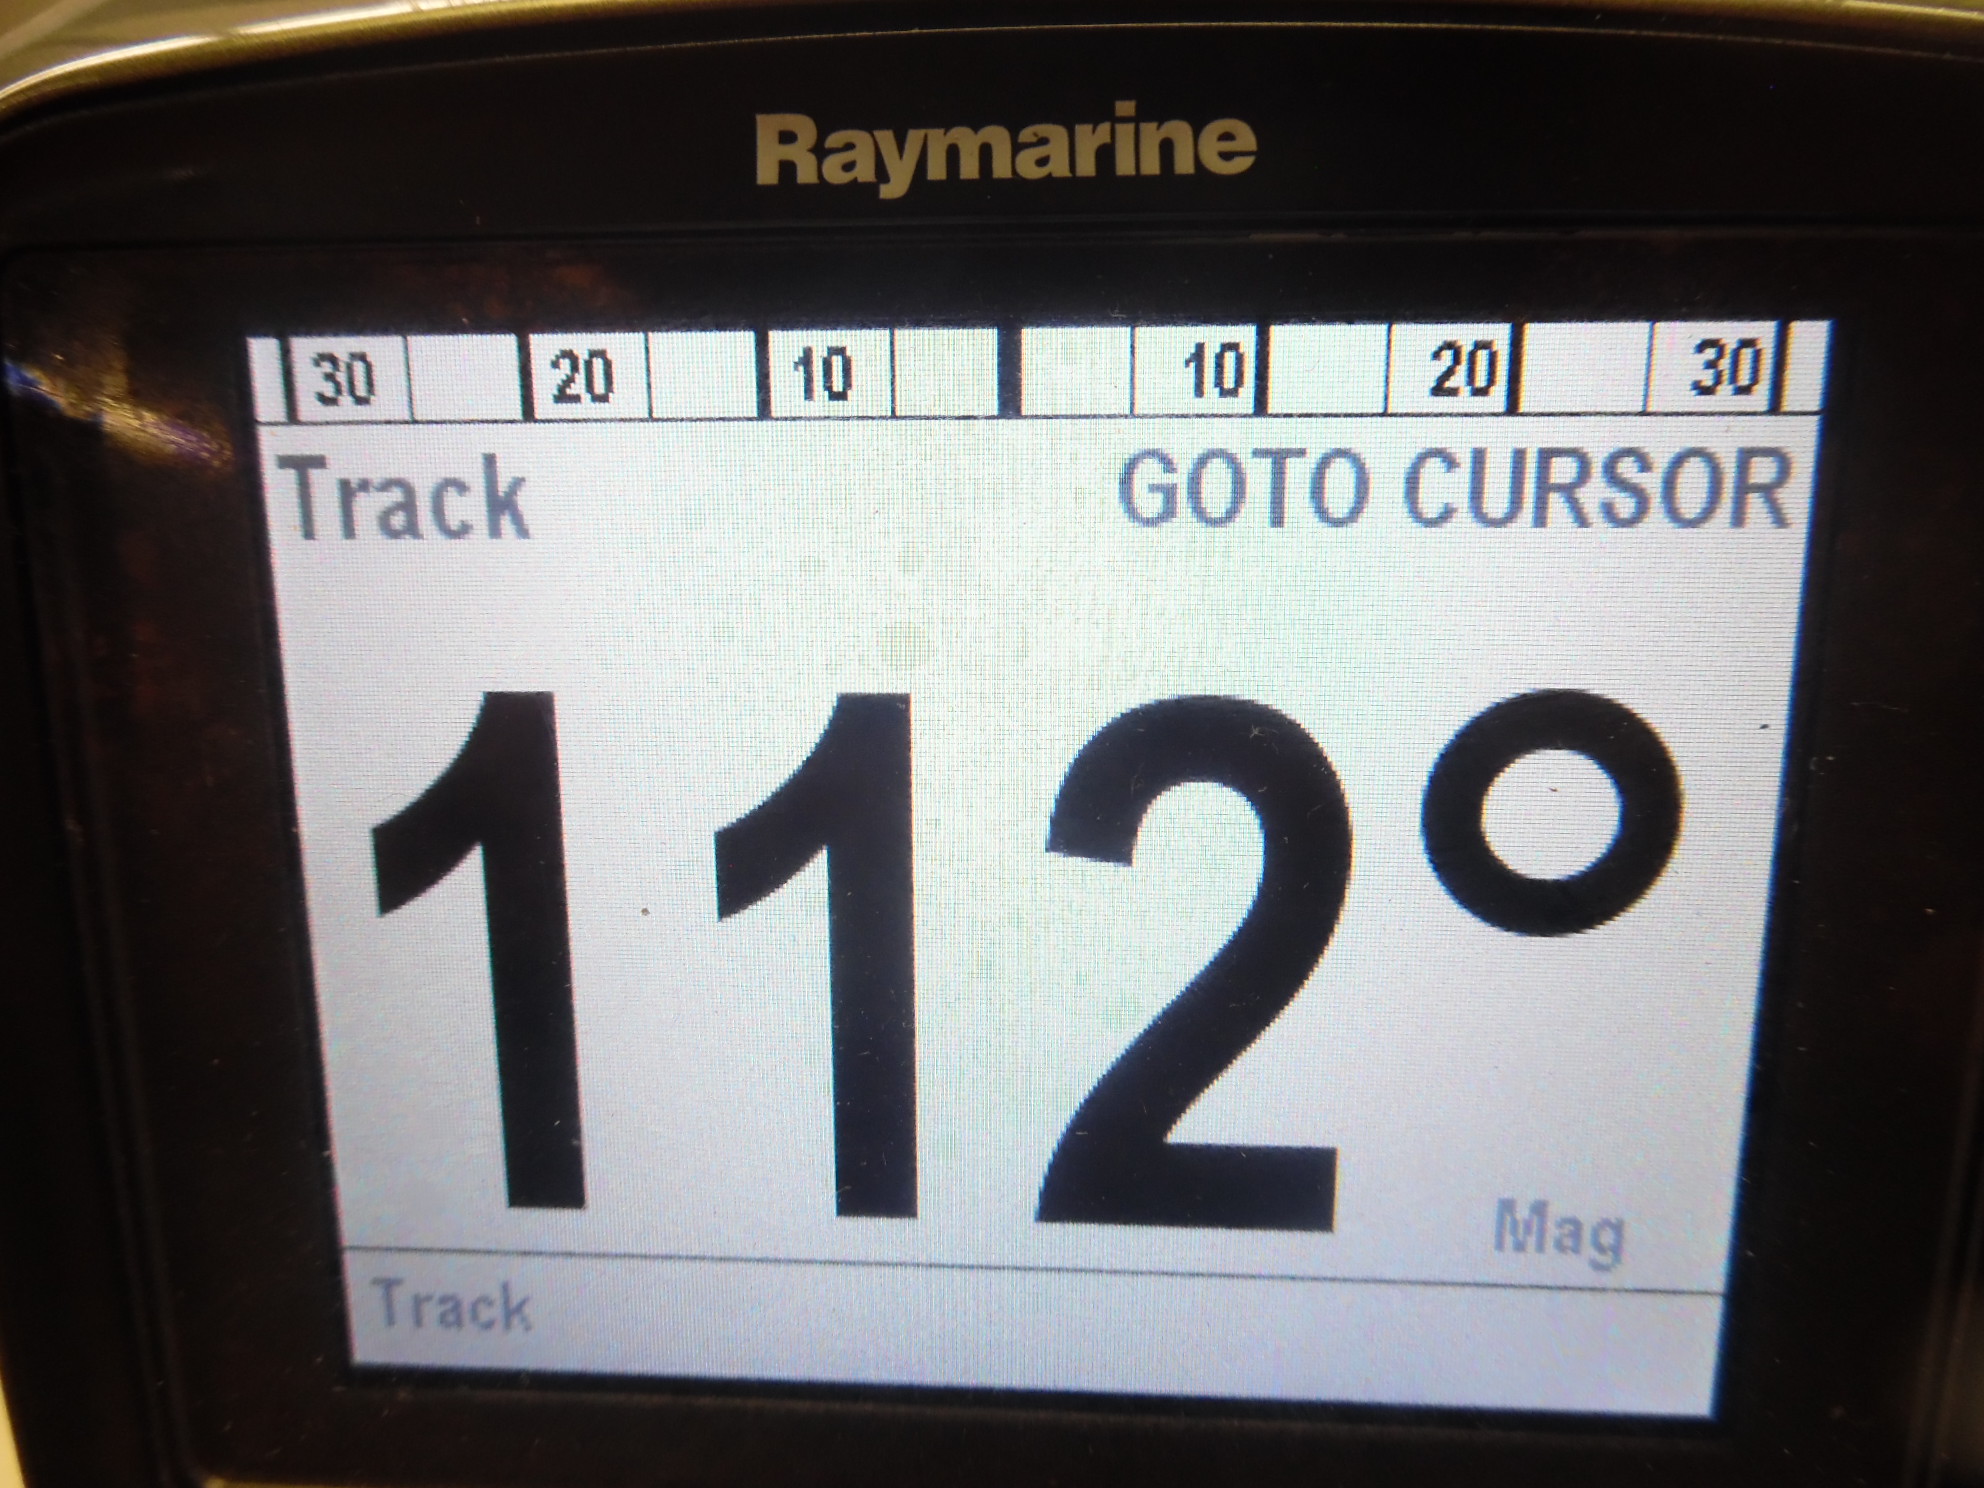 Raymarine
30 20 10 10 20 30
Track GOTO CURSOR
112°
Mag
Track